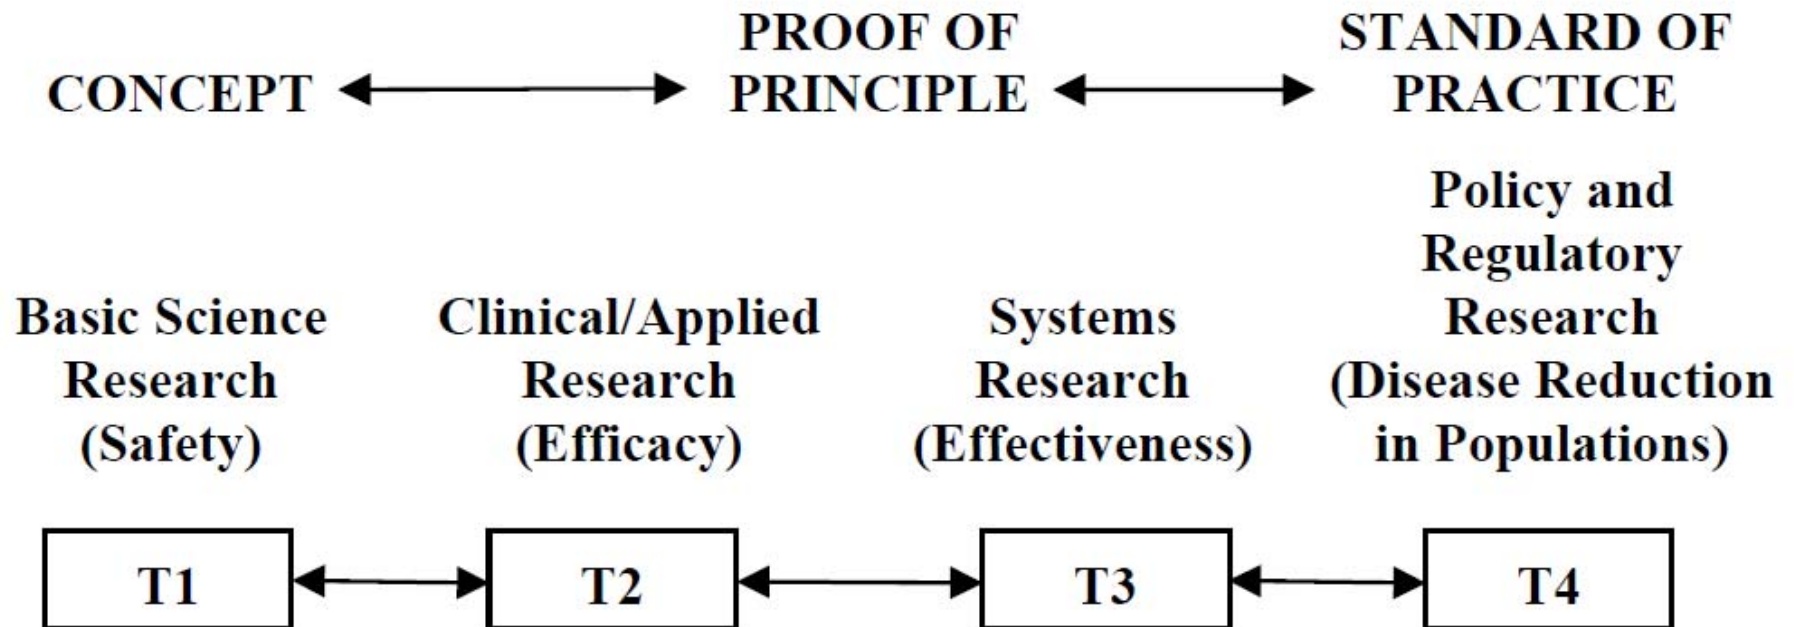 CONCEPT
PROOF OF
PRINCIPLE
STANDARD OF
PRACTICE
Basic Science
Research
(Safety)
Clinical/Applied
Research
(Efficacy)
Systems
Research
(Effectiveness)
Policy and
Regulatory
Research
(Disease Reduction
in Populations)
T1
T2
T3
T4